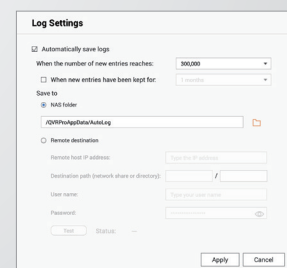 Log Settings
Automatically save logs
When the number of new entries reaches: 300,000
When new entries have been kept for: 1 months
Save to
NAS folder
/QVRProAppData/AutoLog
Remote destination
Remote host IP address: Type the IP address
Destination path (network share or directory): /
User name: Type your user name
Password:
Test Status: --
Apply Cancel